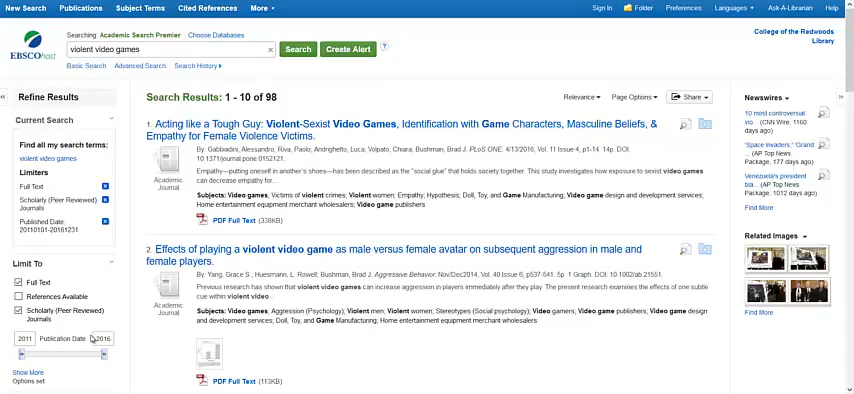 New Search Publications Subject Terms Cited References More
Sign In Folder Preferences Languages Ask-A-Librarian Help
EBSCOhost
Searching: Academic Search Premier Choose Databases
violent video games × Search Create Alert ?
Basic Search Advanced Search Search History
College of the Redwoods
Library
Refine Results
Current Search
Find all my search terms:
violent video games
Limiters
Full Text
Scholarly (Peer Reviewed)
Journals
Published Date:
20110101-20161231
Limit To
Full Text
References Available
Scholarly (Peer Reviewed)
Journals
2011 Publication Date 2016
Show More
Options set
Search Results: 1 - 10 of 98
Relevance Page Options Share
1. Acting like a Tough Guy: Violent-Sexist Video Games, Identification with Game Characters, Masculine Beliefs, &
Empathy for Female Violence Victims.
Academic
Journal
By: Gabbiadini, Alessandro; Riva, Paolo; Andrighetto, Luca; Volpato, Chiara; Bushman, Brad J. PLoS ONE. 4/13/2016, Vol. 11 Issue 4, p1-14. 14p. DOI:
10.1371/journal.pone.0152121.
Empathy—putting oneself in another's shoes—has been described as the "social glue" that holds society together. This study investigates how exposure to sexist video games
can decrease empathy for...
Subjects: Video games; Victims of violent crimes; Violent women; Empathy; Hypothesis; Doll, Toy, and Game Manufacturing; Video game design and development services;
Home entertainment equipment merchant wholesalers; Video game publishers
PDF Full Text (339KB)
2. Effects of playing a violent video game as male versus female avatar on subsequent aggression in male and
female players.
Academic
Journal
By: Yang, Grace S.; Huesmann, L. Rowell; Bushman, Brad J. Aggressive Behavior. Nov/Dec2014, Vol. 40 Issue 6, p537-541. 5p. 1 Graph. DOI: 10.1002/ab.21551.
Previous research has shown that violent video games can increase aggression in players immediately after they play. The present research examines the effects of one subtle
cue within violent video...
Subjects: Video games; Aggression (Psychology); Violent men; Violent women; Stereotypes (Social psychology); Video gamers; Video game publishers; Video game design
and development services; Doll, Toy, and Game Manufacturing; Home entertainment equipment merchant wholesalers
PDF Full Text (113KB)
Newswires
10 most controversial
vio... (CNN Wire, 1160
days ago)
'Space Invaders,' 'Grand
... (AP Top News
Package, 177 days ago)
Venezuela's president
bla... (AP Top News
Package, 1012 days ago)
Find More
Related Images
Find More